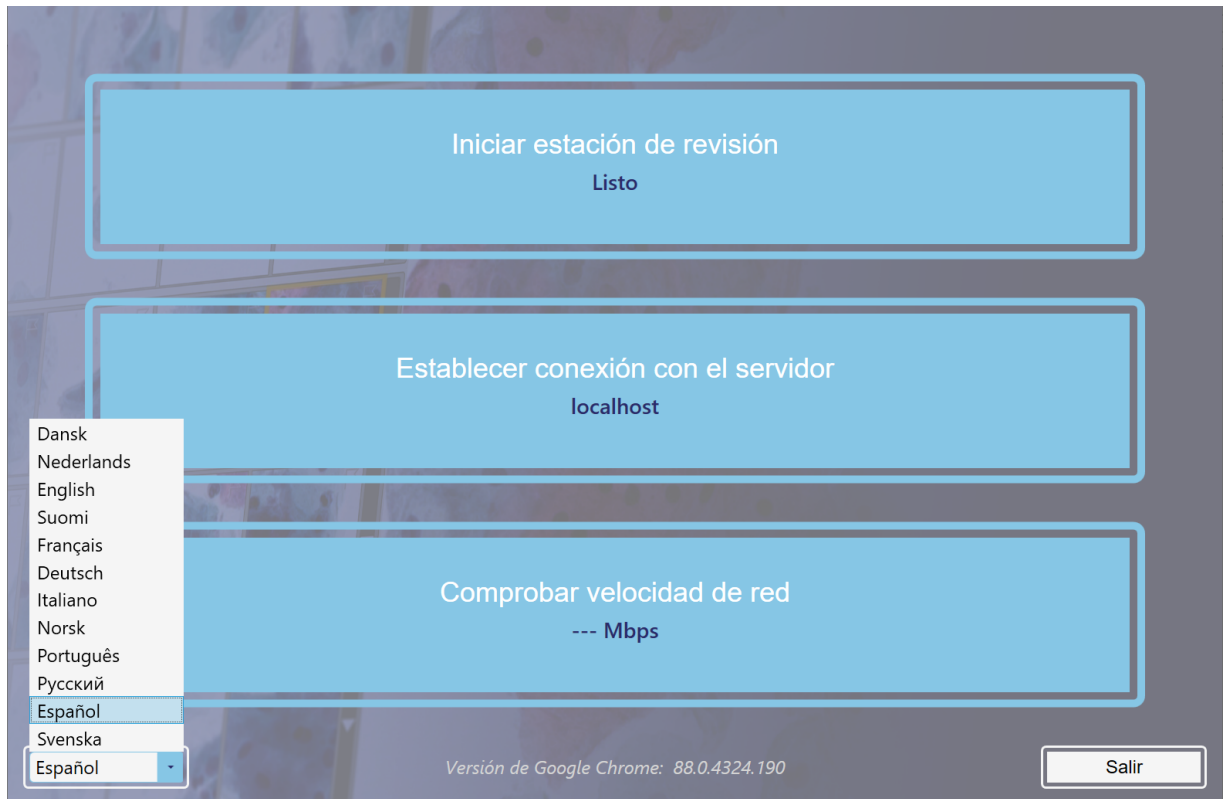 Iniciar estación de revisión
Listo
Establecer conexión con el servidor
localhost
Comprobar velocidad de red
--- Mbps
Dansk
Nederlands
English
Suomi
Français
Deutsch
Italiano
Norsk
Português
Русский
Español
Svenska
Español
Versión de Google Chrome: 88.0.4324.190
Salir